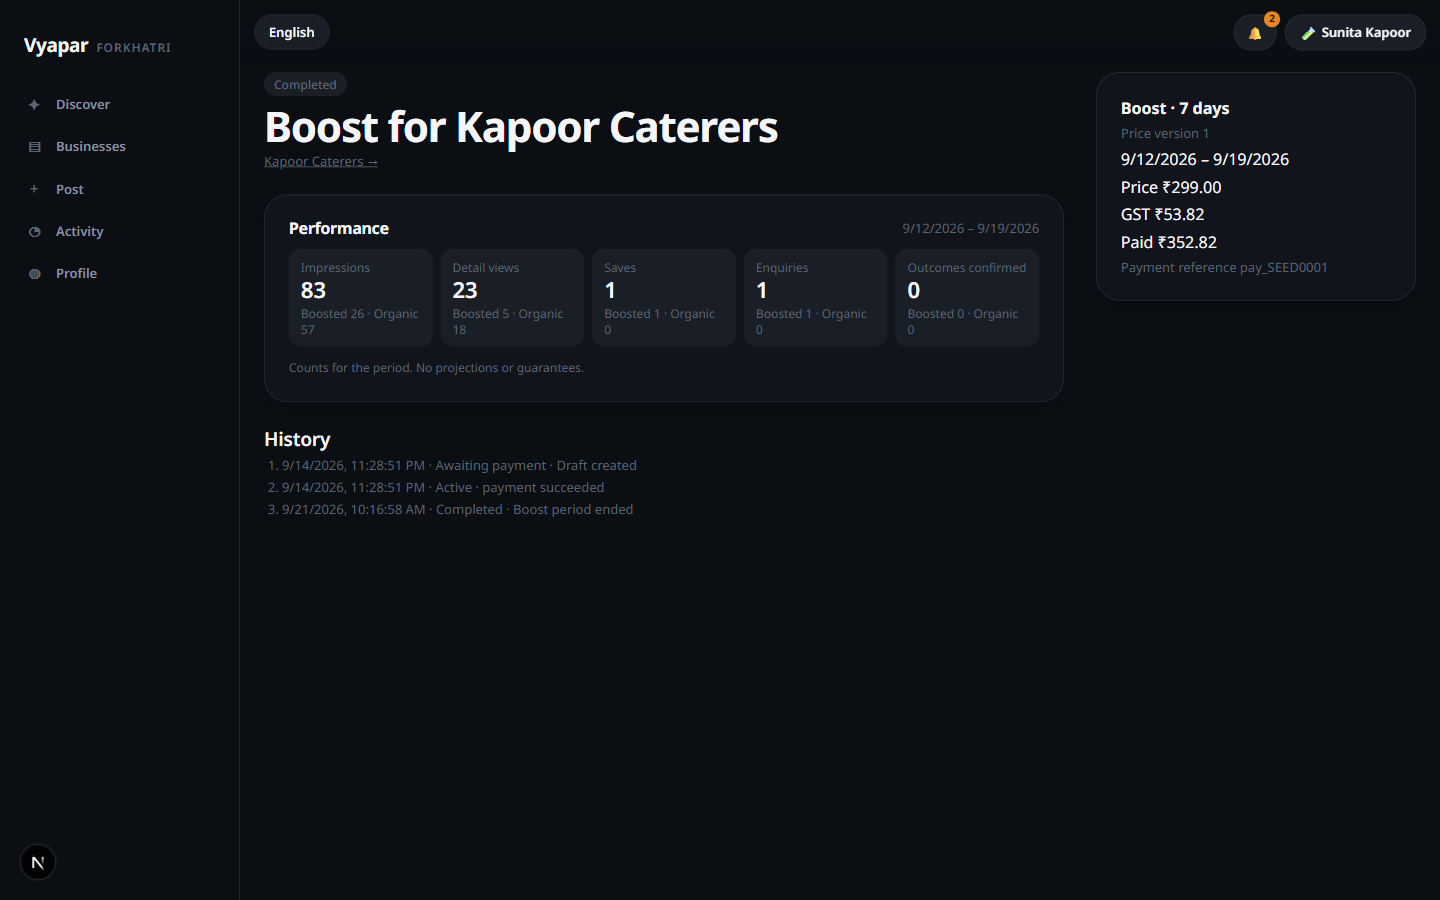 Vyapar FORKHATRI
Discover
Businesses
Post
Activity
Profile
English
2
Sunita Kapoor
Completed
Boost for Kapoor Caterers
Kapoor Caterers →
Performance
9/12/2026 – 9/19/2026
Impressions
83
Boosted 26 · Organic
57
Detail views
23
Boosted 5 · Organic
18
Saves
1
Boosted 1 · Organic
0
Enquiries
1
Boosted 1 · Organic
0
Outcomes confirmed
0
Boosted 0 · Organic
0
Counts for the period. No projections or guarantees.
History
1. 9/14/2026, 11:28:51 PM · Awaiting payment · Draft created
2. 9/14/2026, 11:28:51 PM · Active · payment succeeded
3. 9/21/2026, 10:16:58 AM · Completed · Boost period ended
Boost · 7 days
Price version 1
9/12/2026 – 9/19/2026
Price ₹299.00
GST ₹53.82
Paid ₹352.82
Payment reference pay_SEED0001
N